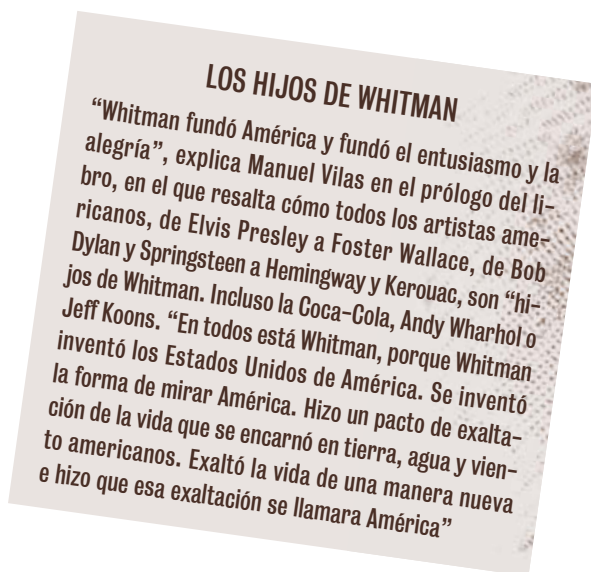 LOS HIJOS DE WHITMAN
“Whitman fundó América y fundó el entusiasmo y la
alegría”, explica Manuel Vilas en el prólogo del li-
bro, en el que resalta cómo todos los artistas ame-
ricanos, de Elvis Presley a Foster Wallace, de Bob
Dylan y Springsteen a Hemingway y Kerouac, son “hi-
jos de Whitman. Incluso la Coca-Cola, Andy Wharhol o
Jeff Koons. “En todos está Whitman, porque Whitman
inventó los Estados Unidos de América. Se inventó
la forma de mirar América. Hizo un pacto de exalta-
ción de la vida que se encarnó en tierra, agua y vien-
to americanos. Exaltó la vida de una manera nueva
e hizo que esa exaltación se llamara América”